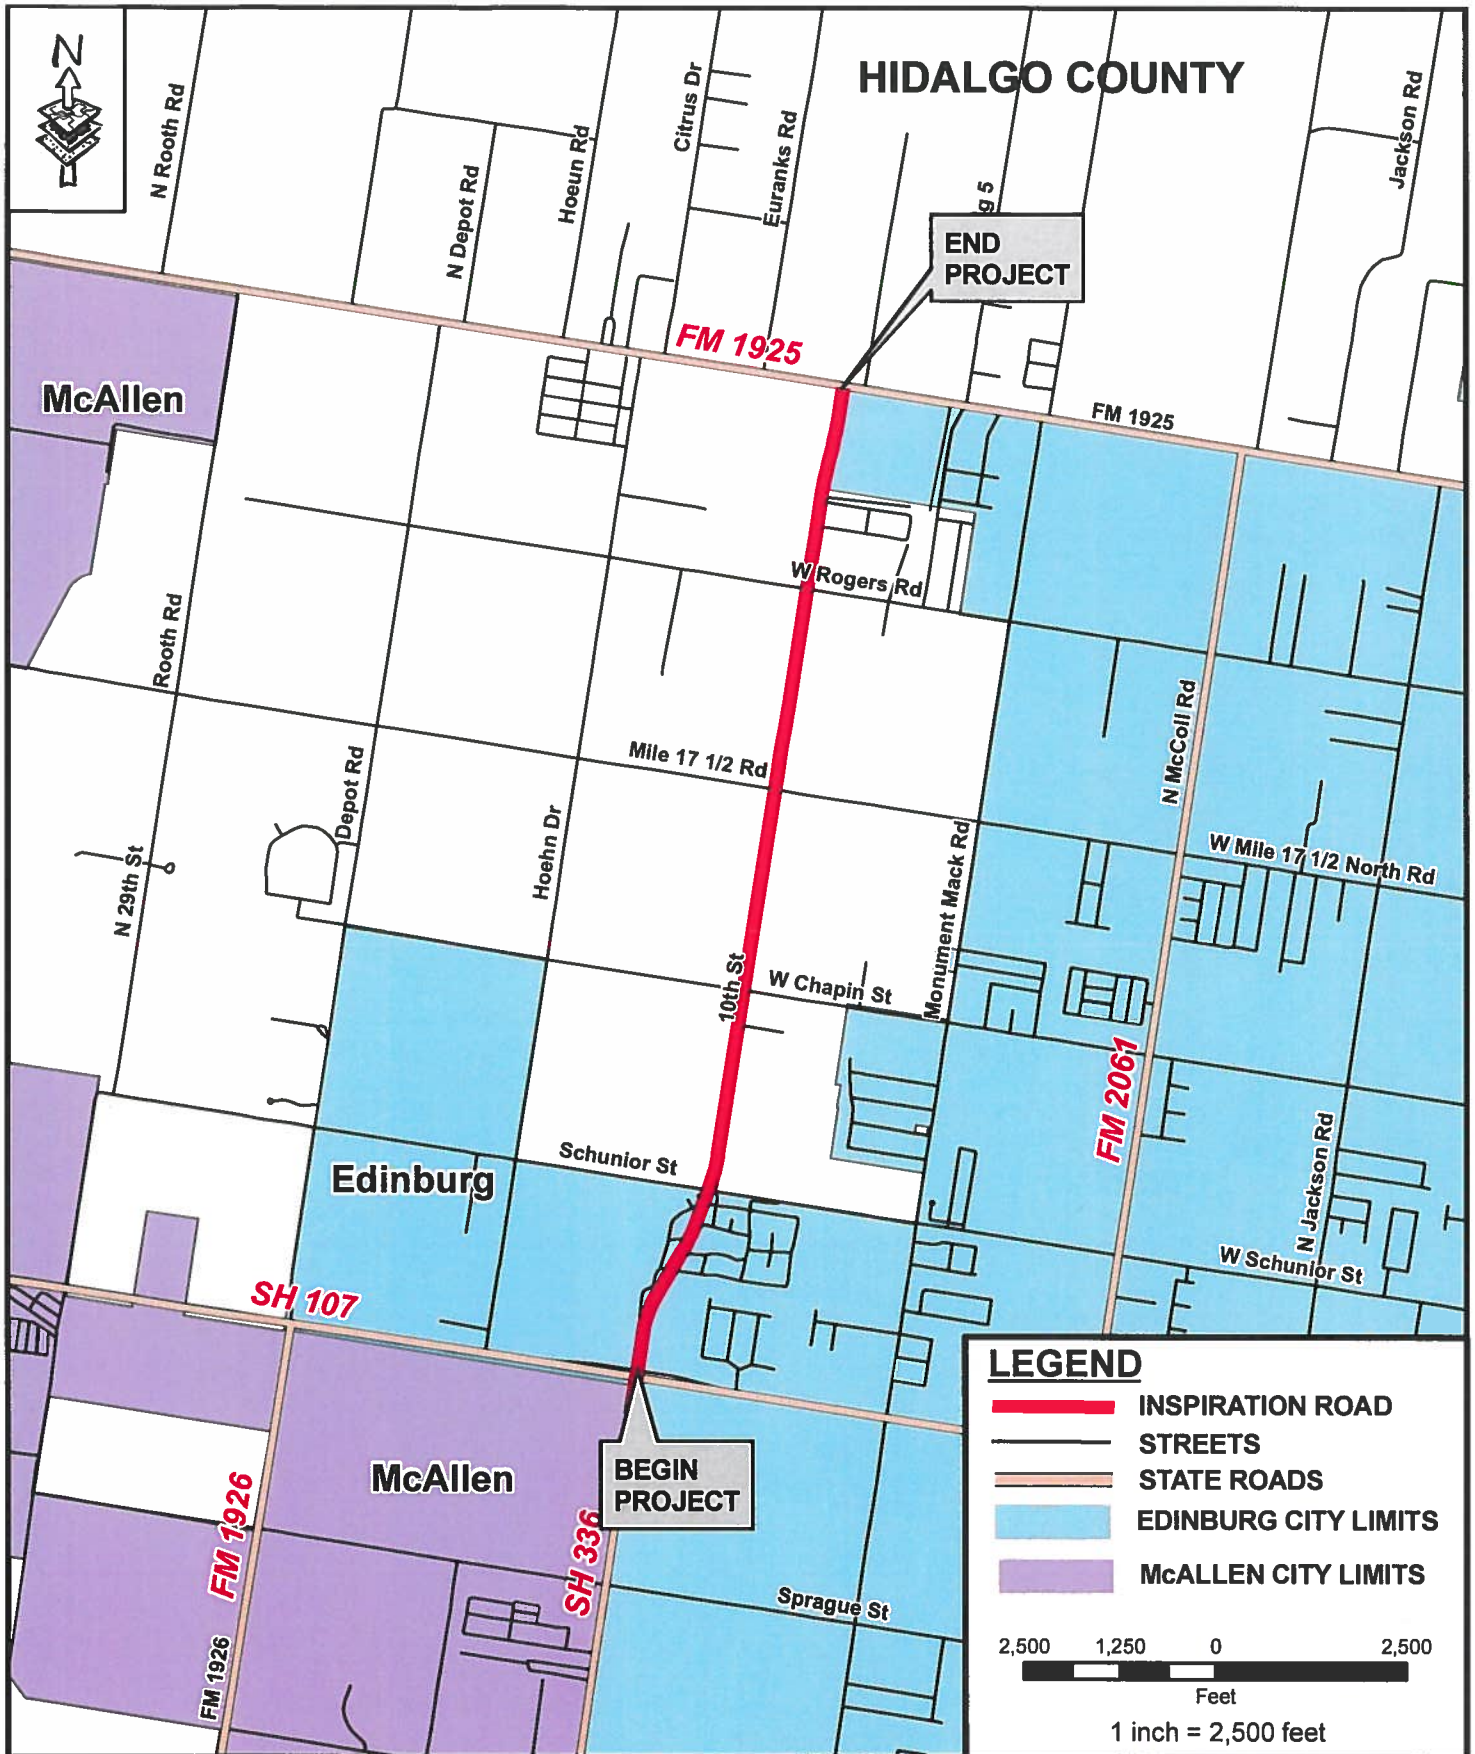 N
HIDALGO COUNTY
N Rooth Rd
N Depot Rd
Hoeun Rd
Citrus Dr
Euranks Rd
g 5
Jackson Rd
END
PROJECT
FM 1925
FM 1925
McAllen
W Rogers Rd
Rooth Rd
Mile 17 1/2 Rd
N McColl Rd
Depot Rd
Hoehn Dr
N 29th St
Monument Mack Rd
W Mile 17 1/2 North Rd
10th St
W Chapin St
FM 2061
Schunior St
Edinburg
N Jackson Rd
W Schunior St
SH 107
McAllen
BEGIN
PROJECT
FM 1926
SH 336
FM 1926
Sprague St
LEGEND
INSPIRATION ROAD
STREETS
STATE ROADS
EDINBURG CITY LIMITS
McALLEN CITY LIMITS
2,500 1,250 0 2,500
Feet
1 inch = 2,500 feet